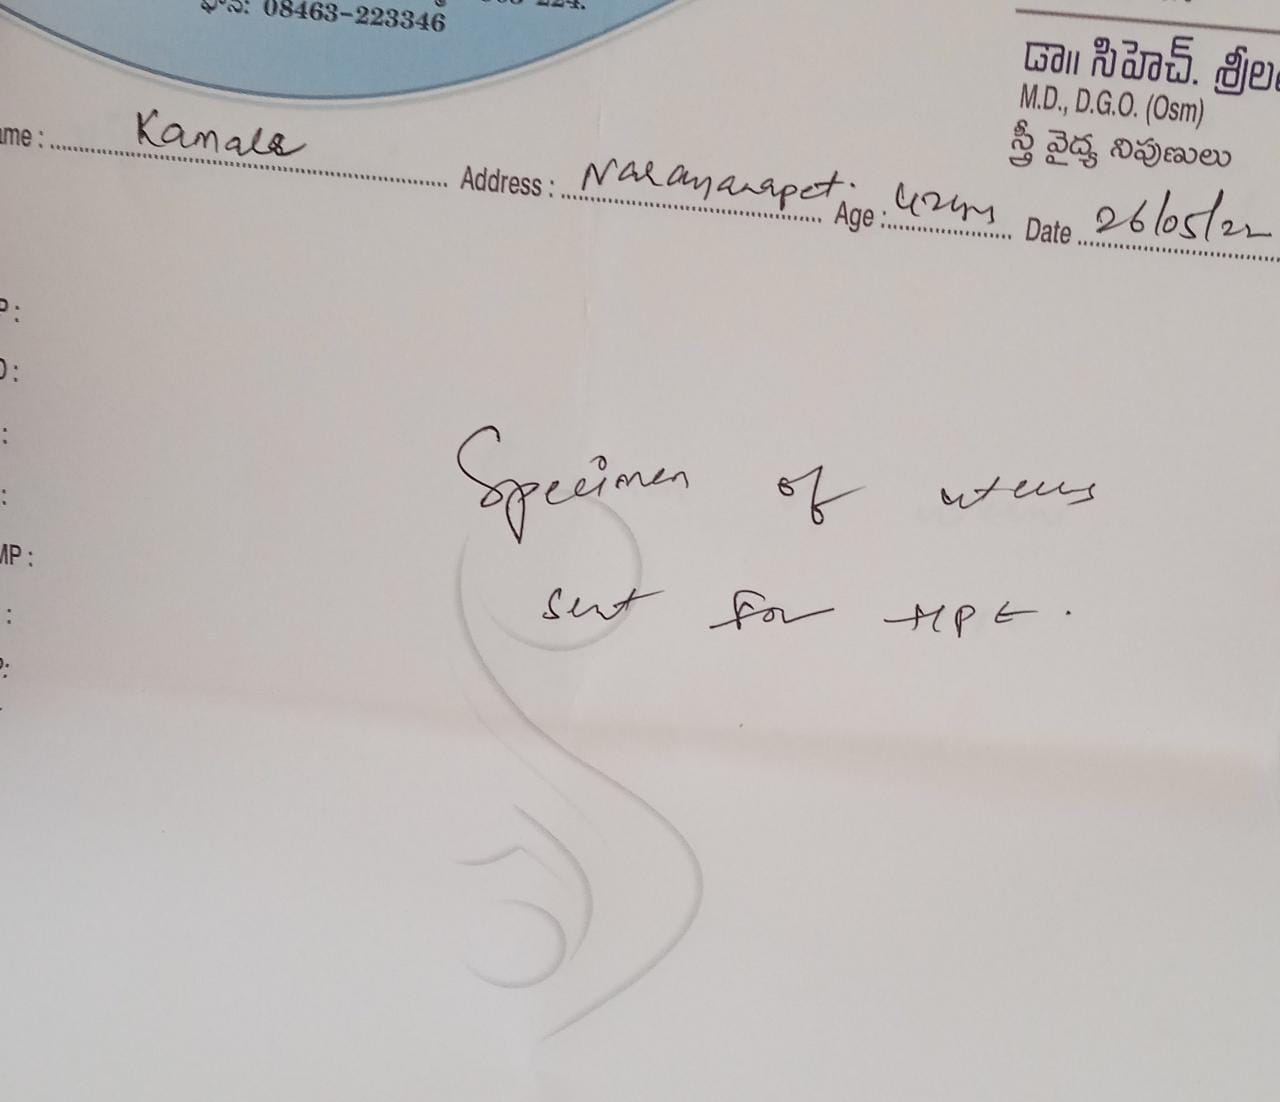 ఫోన్: 08463-223346
డా॥ సిహెచ్. శ్రీల
M.D., D.G.O. (Osm)
స్త్రీ వైద్య నిపుణులు
ame : Kamala Address : Narayanapet. Age : 42yrs Date 26/05/22
P :
O :
:
:
MP :
:
P:
Specimen of uterus
sent for HPE.